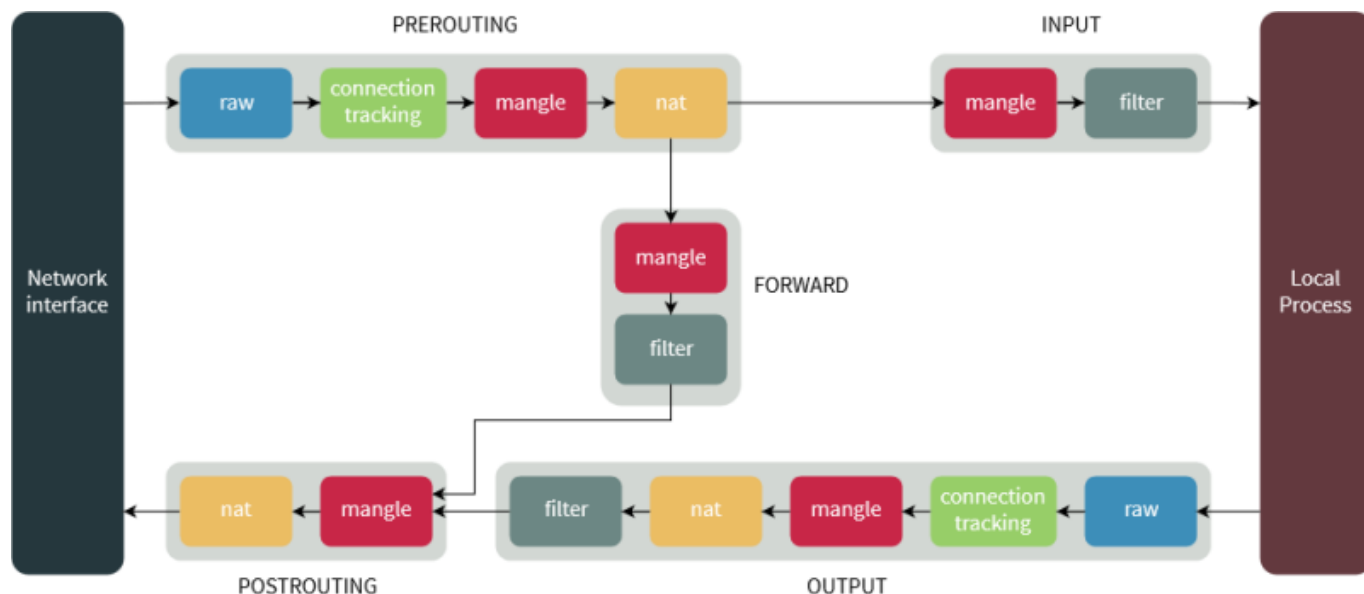 PREROUTING
INPUT
raw
connection
tracking
mangle
nat
mangle
filter
Network
interface
mangle
FORWARD
filter
Local
Process
nat
mangle
filter
nat
mangle
connection
tracking
raw
POSTROUTING
OUTPUT